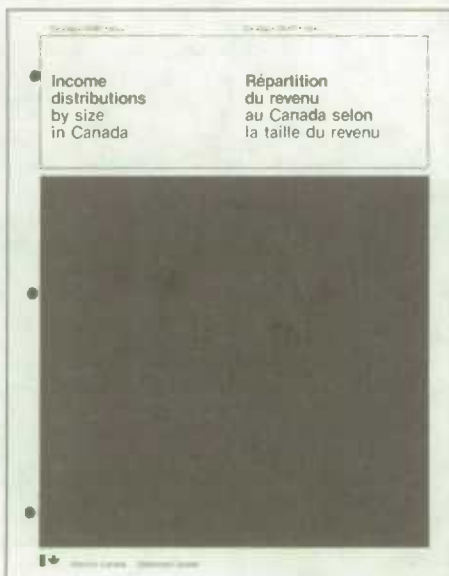 Income
distributions
by size
in Canada
Répartition
du revenu
au Canada selon
la taille du revenu